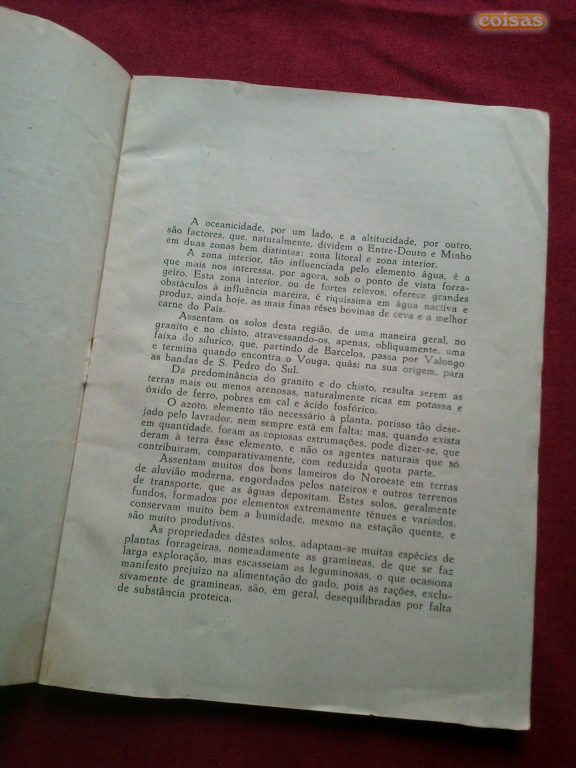 coisas
A oceanicidade, por um lado, e a altitucidade, por outro,
são factores, que, naturalmente, dividem o Entre-Douro e Minho
em duas zonas bem distintas: zona litoral e zona interior.
A zona interior, tão influenciada pelo elemento água, é a
que mais nos interessa, por agora, sob o ponto de vista forra-
geiro. Esta zona interior, ou de fortes relevos, oferece grandes
obstáculos à influência mareira, é riquíssima em água nactiva e
produz, ainda hoje, as mais finas rêses bovinas de ceva e a melhor
carne do País.
Assentam os solos desta região, de uma maneira geral, no
granito e no chisto, atravessando-os, apenas, obliquamente, uma
faixa do silurico, que, partindo de Barcelos, passa por Valongo
e termina quando encontra o Vouga, quási na sua origem, para
as bandas de S. Pedro do Sul.
Da predominância do granito e do chisto, resulta serem as
terras mais ou menos arenosas, naturalmente ricas em potassa e
óxido de ferro, pobres em cal e ácido fosfórico.
O azoto, elemento tão necessário à planta, porisso tão dese-
jado pelo lavrador, nem sempre está em falta; mas, quando exista
em quantidade, foram as copiosas estrumações, pode dizer-se, que
deram à terra êsse elemento, e não os agentes naturais que só
contribuíram, comparativamente, com reduzida quota parte.
Assentam muitos dos bons lameiros do Noroeste em terras
de aluvião moderna, engordados pelos nateiros e outros terrenos
de transporte, que as águas depositam. Estes solos, geralmente
fundos, formados por elementos extremamente ténues e variados,
conservam muito bem a humidade, mesmo na estação quente, e
são muito produtivos.
Às propriedades dêstes solos, adaptam-se muitas espécies de
plantas forrageiras, nomeadamente as gramíneas, de que se faz
larga exploração, mas escasseiam as leguminosas, o que ocasiona
manifesto prejuízo na alimentação do gado, pois as rações, exclu-
sivamente de gramíneas, são, em geral, desequilibradas por falta
de substância proteica.